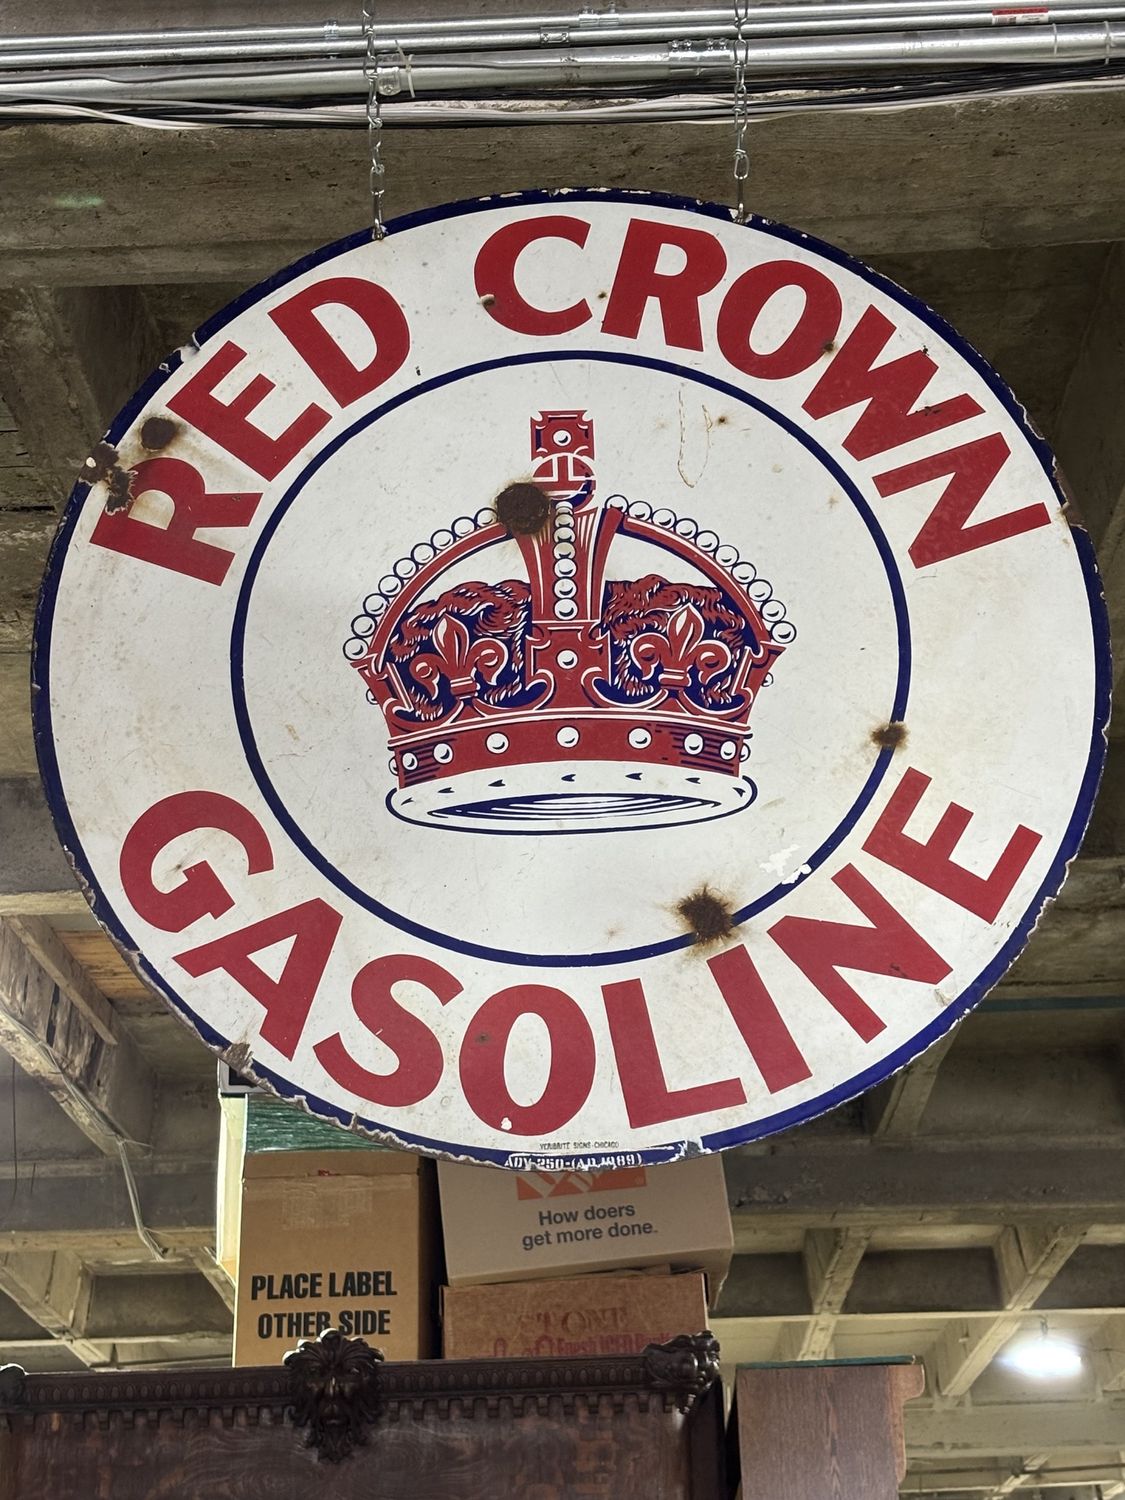 RED CROWN
GASOLINE
VERIBRITE SIGNS-CHICAGO
How doers
get more done.
PLACE LABEL
OTHER SIDE